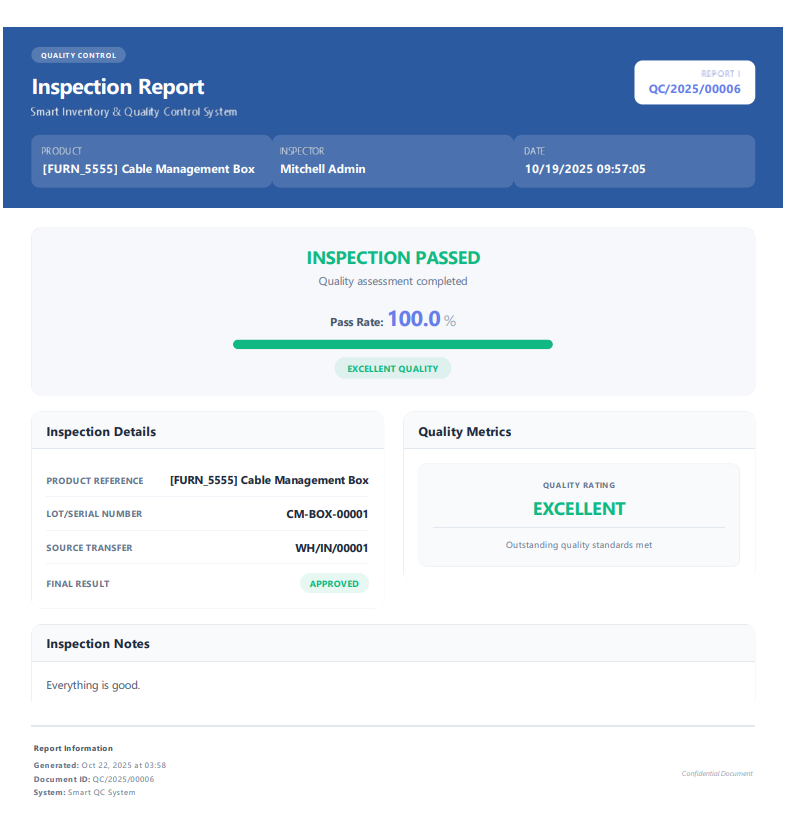 QUALITY CONTROL
Inspection Report
Smart Inventory & Quality Control System
REPORT I
QC/2025/00006
PRODUCT
[FURN_5555] Cable Management Box
INSPECTOR
Mitchell Admin
DATE
10/19/2025 09:57:05
INSPECTION PASSED
Quality assessment completed
Pass Rate: 100.0 %
EXCELLENT QUALITY
Inspection Details
PRODUCT REFERENCE [FURN_5555] Cable Management Box
LOT/SERIAL NUMBER CM-BOX-00001
SOURCE TRANSFER WH/IN/00001
FINAL RESULT APPROVED
Quality Metrics
QUALITY RATING
EXCELLENT
Outstanding quality standards met
Inspection Notes
Everything is good.
Report Information
Generated: Oct 22, 2025 at 03:58
Document ID: QC/2025/00006
System: Smart QC System
Confidential Document